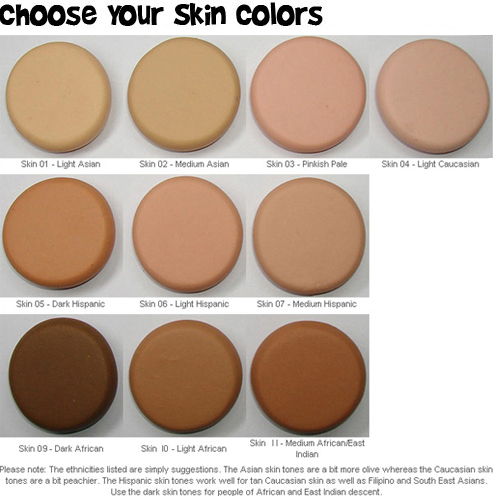 Choose Your Skin Colors
Skin 01 - Light Asian
Skin 02 - Medium Asian
Skin 03 - Pinkish Pale
Skin 04 - Light Caucasian
Skin 05 - Dark Hispanic
Skin 06 - Light Hispanic
Skin 07 - Medium Hispanic
Skin 09 - Dark African
Skin 10 - Light African
Skin 11 - Medium African/East
Indian
Please note: The ethnicities listed are simply suggestions. The Asian skin tones are a bit more olive whereas the Caucasian skin
tones are a bit peachier. The Hispanic skin tones work well for tan Caucasian skin as well as Filipino and South East Asians.
Use the dark skin tones for people of African and East Indian descent.